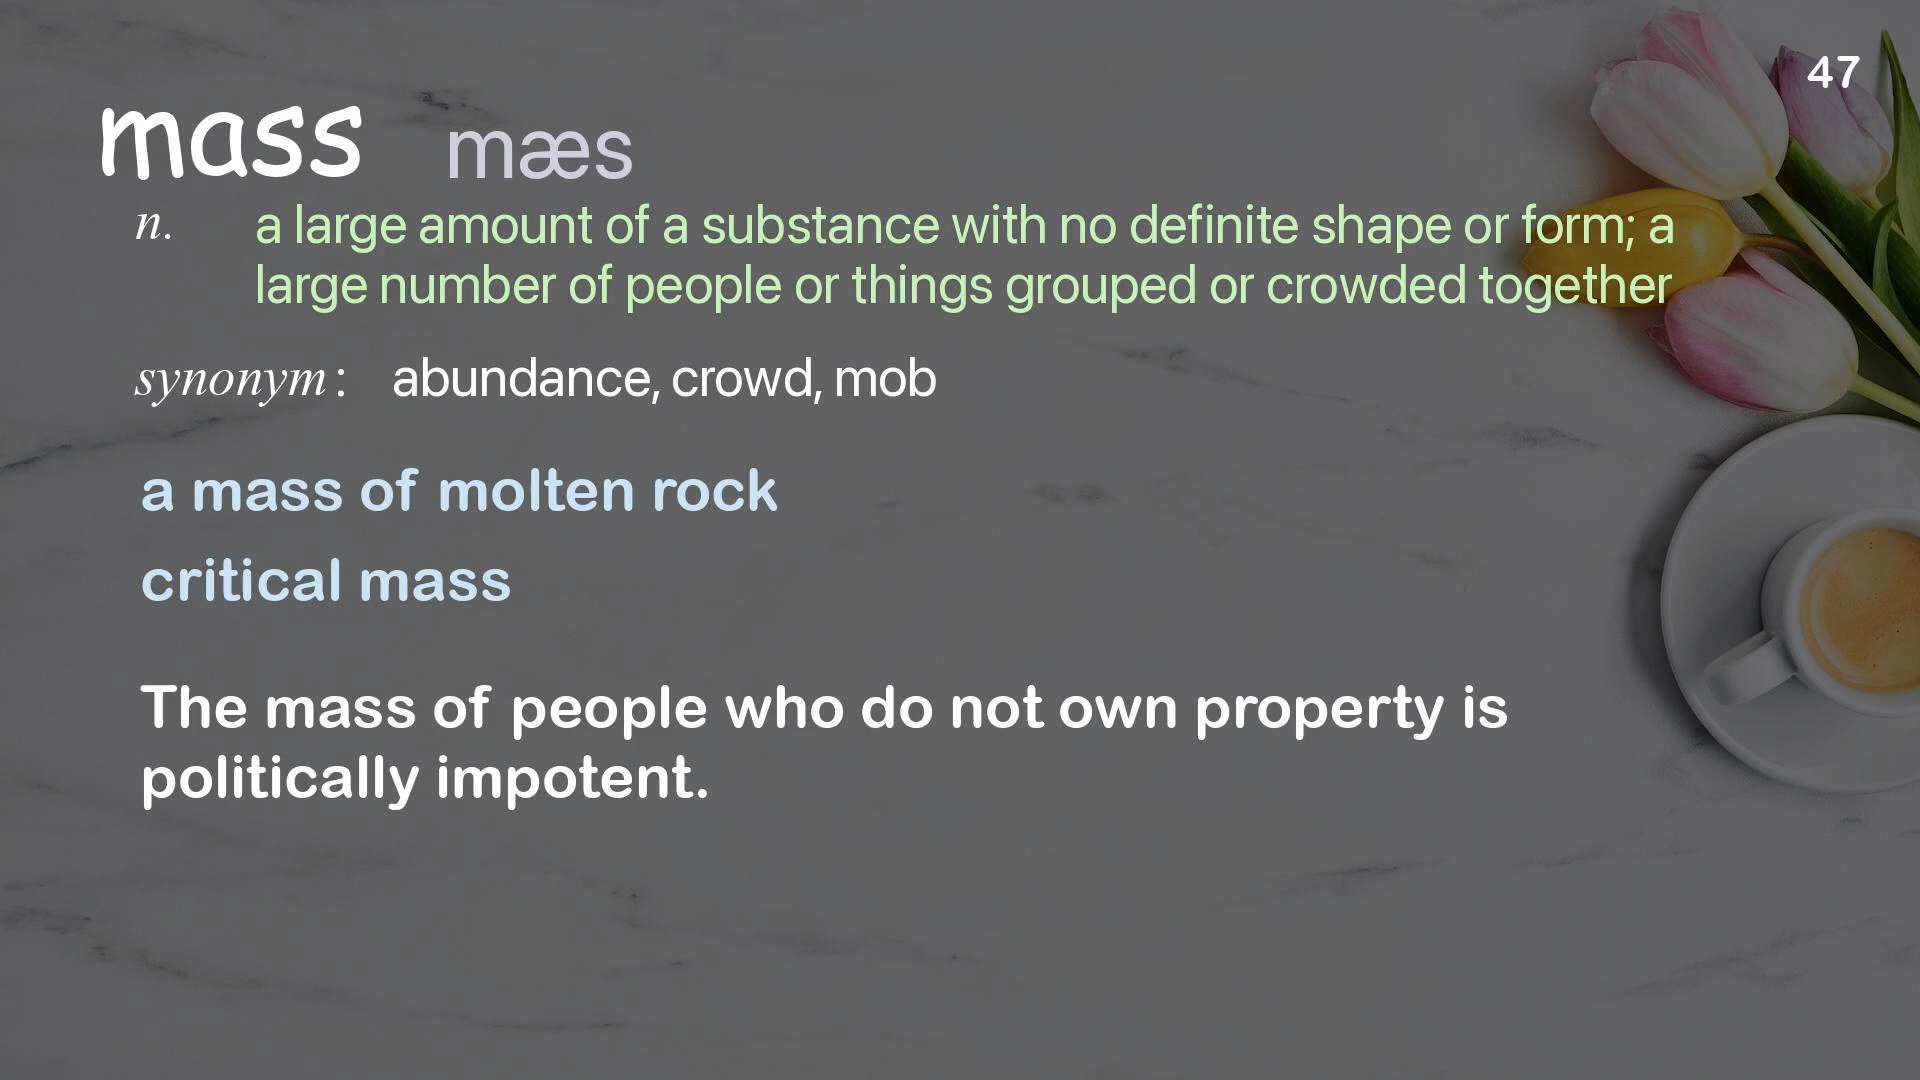 47
mass mæs
n. a large amount of a substance with no definite shape or form; a
large number of people or things grouped or crowded together
synonym: abundance, crowd, mob
a mass of molten rock
critical mass
The mass of people who do not own property is
politically impotent.